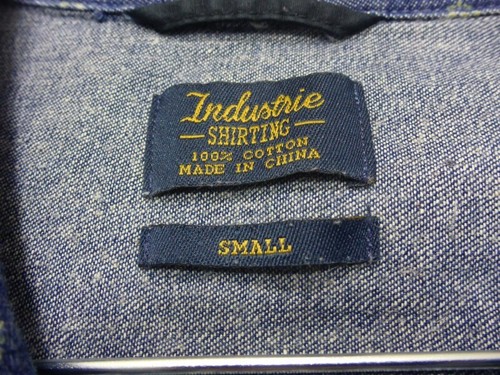 Industrie
SHIRTING
100% COTTON
MADE IN CHINA
SMALL